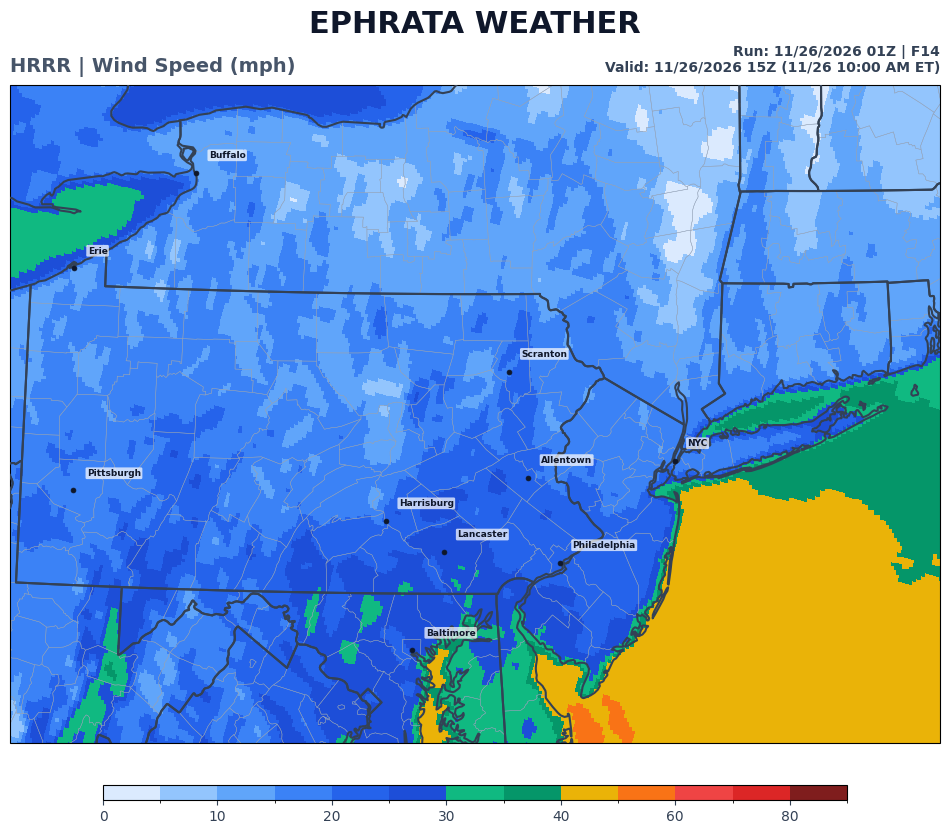 EPHRATA WEATHER
Run: 11/26/2026 01Z | F14
HRRR | Wind Speed (mph)
Valid: 11/26/2026 15Z (11/26 10:00 AM ET)
Buffalo
Erie
Scranton
NYC
Allentown
Pittsburgh
Harrisburg
Lancaster
Philadelphia
Baltimore
0 10 20 30 40 50 60 70 80